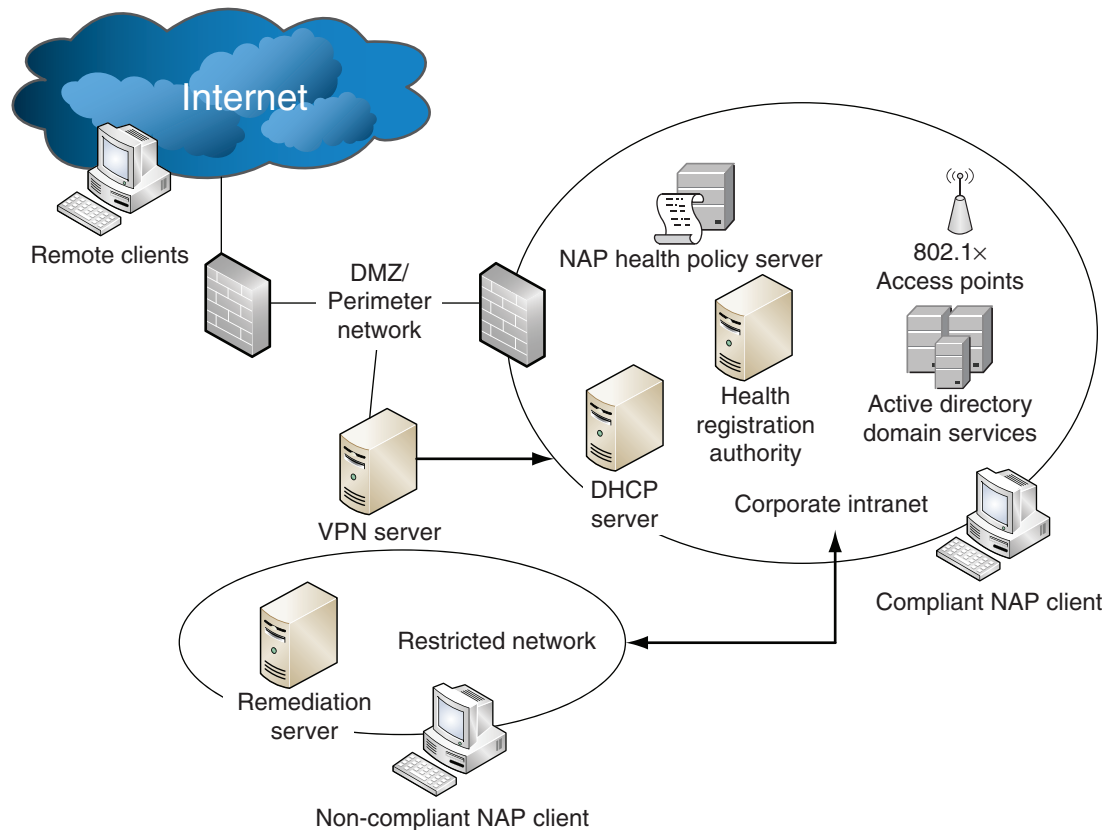 Internet
Remote clients
DMZ/
Perimeter
network
VPN server
NAP health policy server
802.1×
Access points
Health
registration
authority
Active directory
domain services
DHCP
server
Corporate intranet
Compliant NAP client
Restricted network
Remediation
server
Non-compliant NAP client